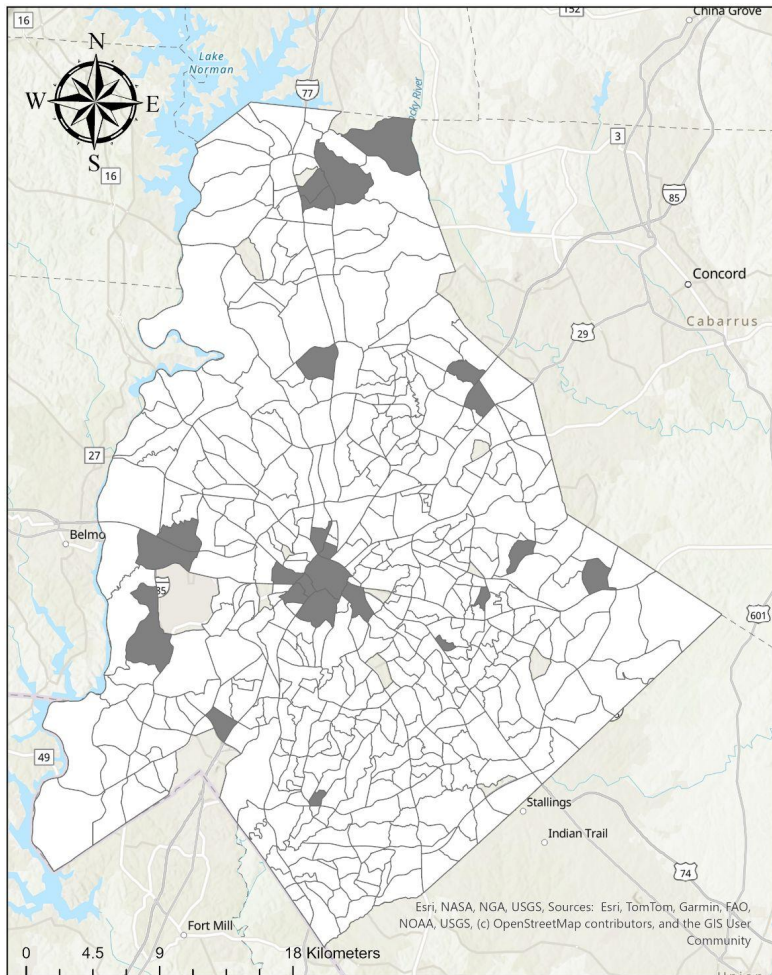 16
152
China Grove
Lake
Norman
N
W
E
S
77
3
16
85
Concord
Cabarrus
29
27
Belmo
85
601
49
Stallings
Indian Trail
74
Esri, NASA, NGA, USGS, Sources: Esri, TomTom, Garmin, FAO,
NOAA, USGS, (c) OpenStreetMap contributors, and the GIS User
Community
Fort Mill
0 4.5 9 18 Kilometers